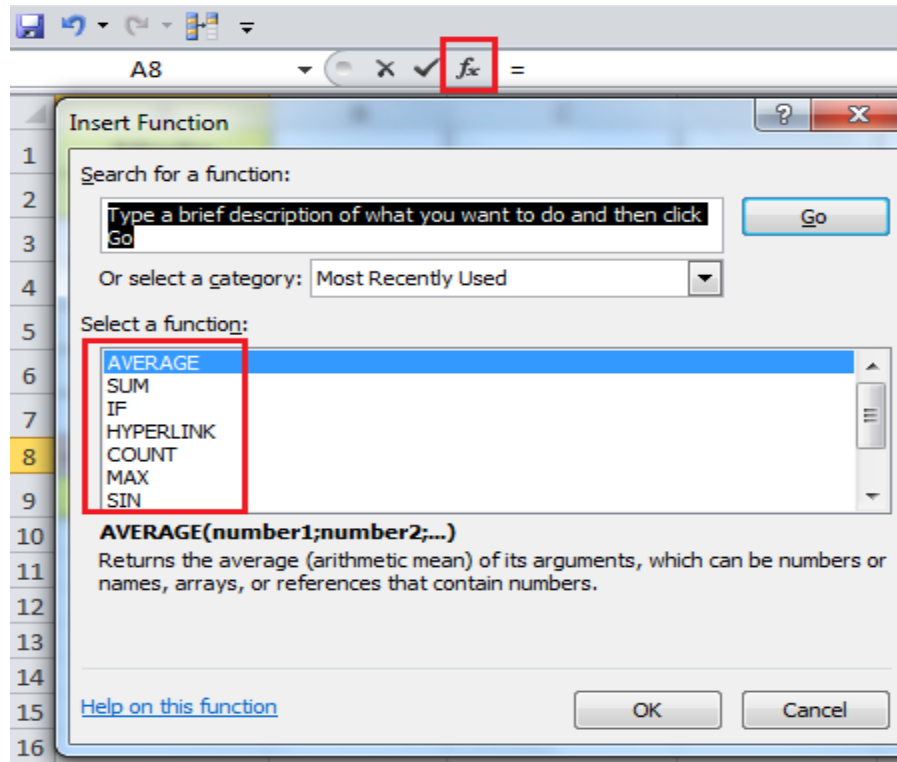 A8 fx =
Insert Function
Search for a function:
Type a brief description of what you want to do and then click
Go
Go
Or select a category: Most Recently Used
Select a function:
AVERAGE
SUM
IF
HYPERLINK
COUNT
MAX
SIN
AVERAGE(number1;number2;...)
Returns the average (arithmetic mean) of its arguments, which can be numbers or
names, arrays, or references that contain numbers.
Help on this function
OK
Cancel
1
2
3
4
5
6
7
8
9
10
11
12
13
14
15
16